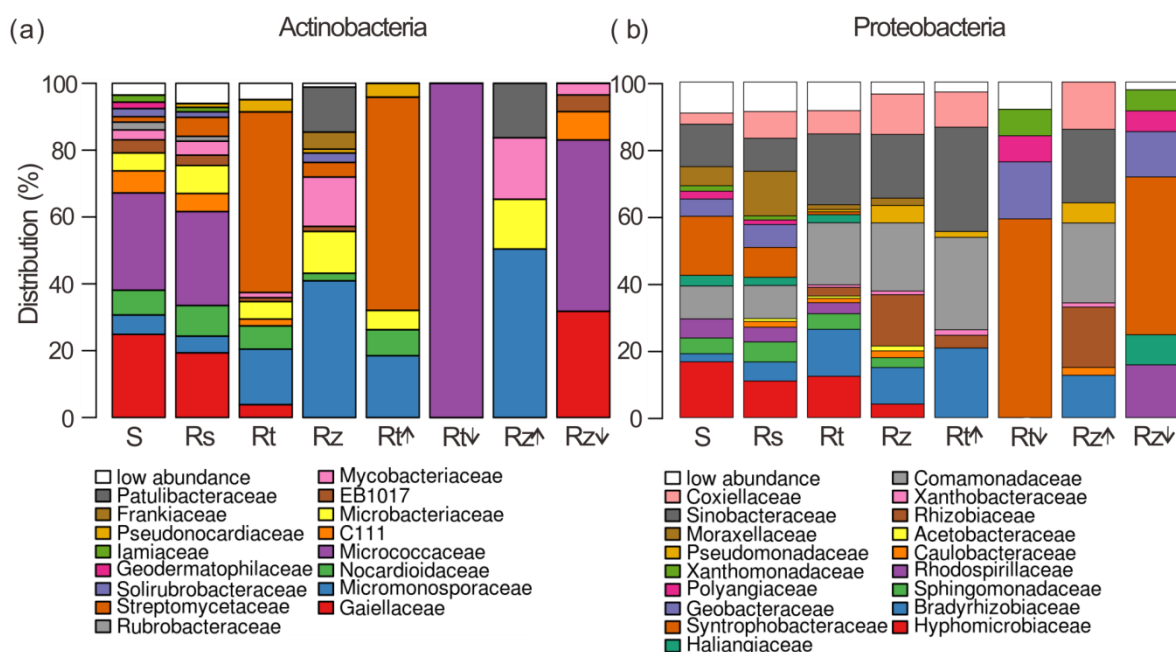 (a) Actinobacteria
Distribution (%)
100
80
60
40
20
0
S Rs Rt Rz Rt↑ Rt↓ Rz↑ Rz↓
low abundance
Patulibacteraceae
Frankiaceae
Pseudonocardiaceae
Iamiaceae
Geodermatophilaceae
Solirubrobacteraceae
Streptomycetaceae
Rubrobacteraceae
Mycobacteriaceae
EB1017
Microbacteriaceae
C111
Micrococcaceae
Nocardioidaceae
Micromonosporaceae
Gaiellaceae
( b) Proteobacteria
100
80
60
40
20
0
S Rs Rt Rz Rt↑ Rt↓ Rz↑ Rz↓
low abundance
Coxiellaceae
Sinobacteraceae
Moraxellaceae
Pseudomonadaceae
Xanthomonadaceae
Polyangiaceae
Geobacteraceae
Syntrophobacteraceae
Haliangiaceae
Comamonadaceae
Xanthobacteraceae
Rhizobiaceae
Acetobacteraceae
Caulobacteraceae
Rhodospirillaceae
Sphingomonadaceae
Bradyrhizobiaceae
Hyphomicrobiaceae